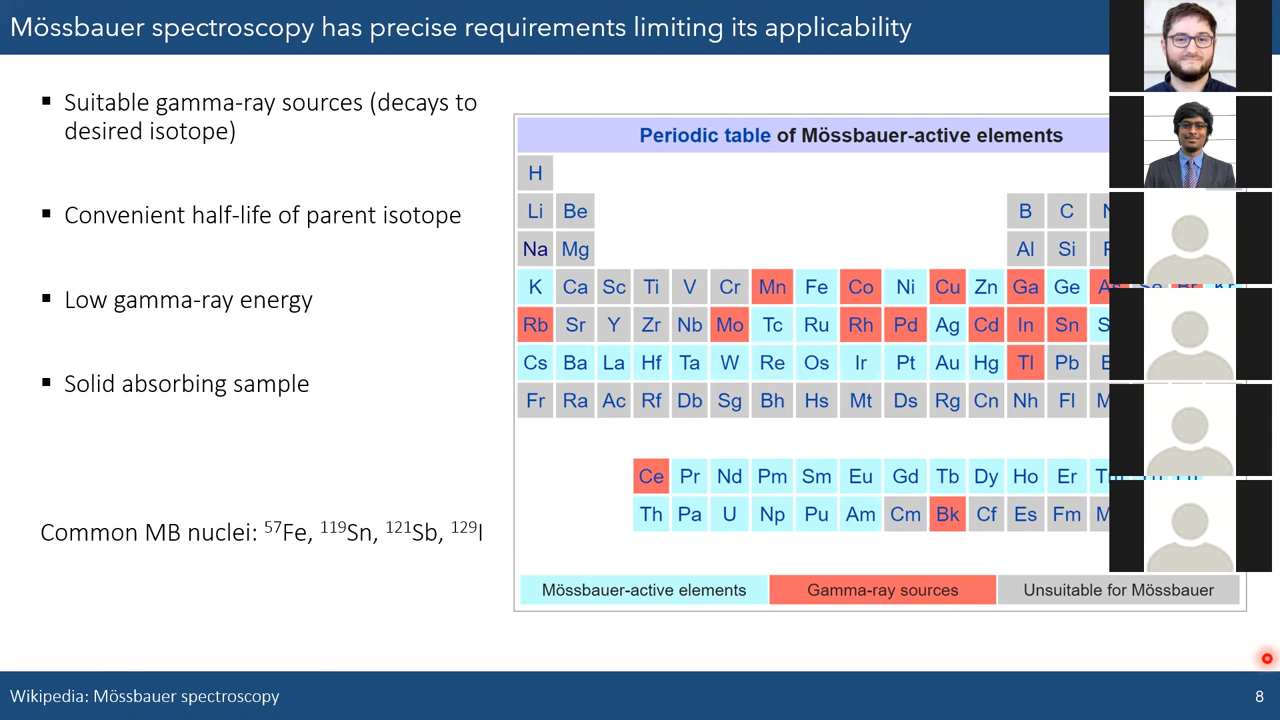 Mössbauer spectroscopy has precise requirements limiting its applicability
▪ Suitable gamma-ray sources (decays to
desired isotope)
▪ Convenient half-life of parent isotope
▪ Low gamma-ray energy
▪ Solid absorbing sample
Common MB nuclei: ⁵⁷Fe, ¹¹⁹Sn, ¹²¹Sb, ¹²⁹I
Periodic table of Mössbauer-active elements
H
Li Be B C
Na Mg Al Si
K Ca Sc Ti V Cr Mn Fe Co Ni Cu Zn Ga Ge As Se Br Kr
Rb Sr Y Zr Nb Mo Tc Ru Rh Pd Ag Cd In Sn
Cs Ba La Hf Ta W Re Os Ir Pt Au Hg Tl Pb
Fr Ra Ac Rf Db Sg Bh Hs Mt Ds Rg Cn Nh Fl
Ce Pr Nd Pm Sm Eu Gd Tb Dy Ho Er
Th Pa U Np Pu Am Cm Bk Cf Es Fm
Mössbauer-active elements Gamma-ray sources Unsuitable for Mössbauer
Wikipedia: Mössbauer spectroscopy 8